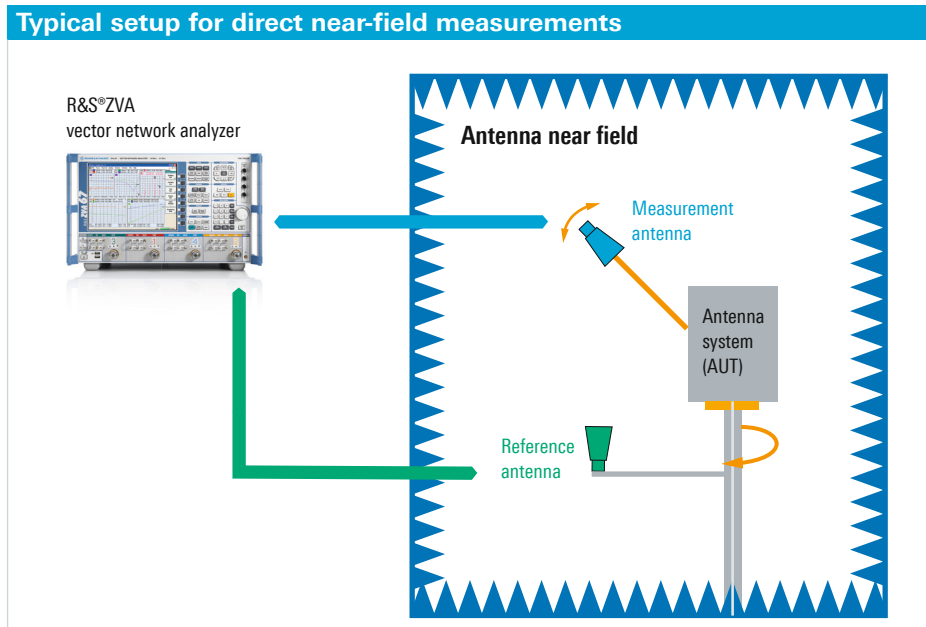 Typical setup for direct near-field measurements
R&S®ZVA
vector network analyzer
Antenna near field
Measurement
antenna
Antenna
system
(AUT)
Reference
antenna